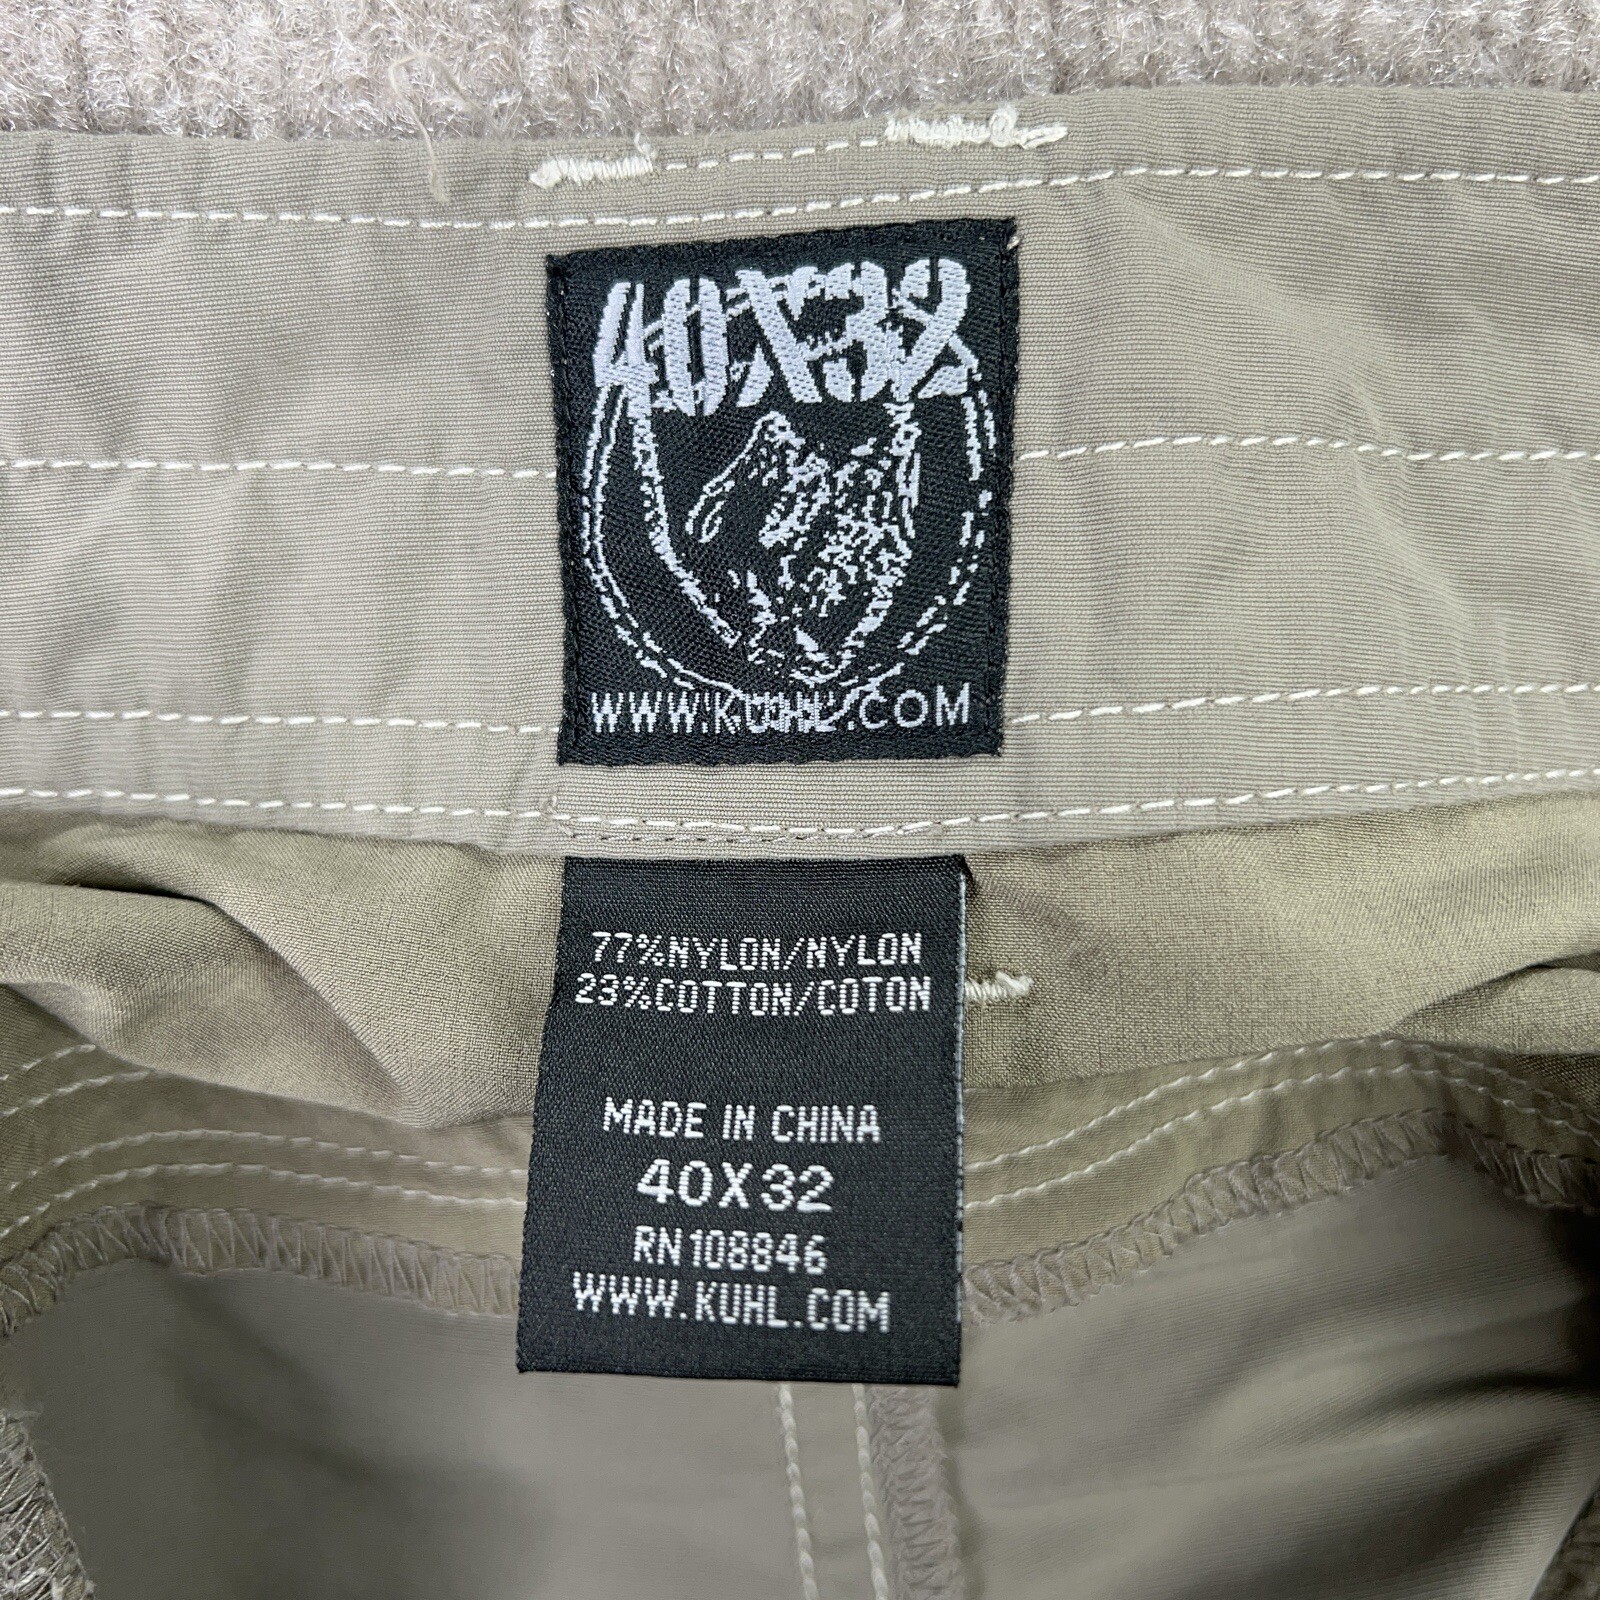 40X32
WWW.KUHL.COM
77%NYLON/NYLON
23%COTTON/COTON
MADE IN CHINA
40X32
RN108846
WWW.KUHL.COM